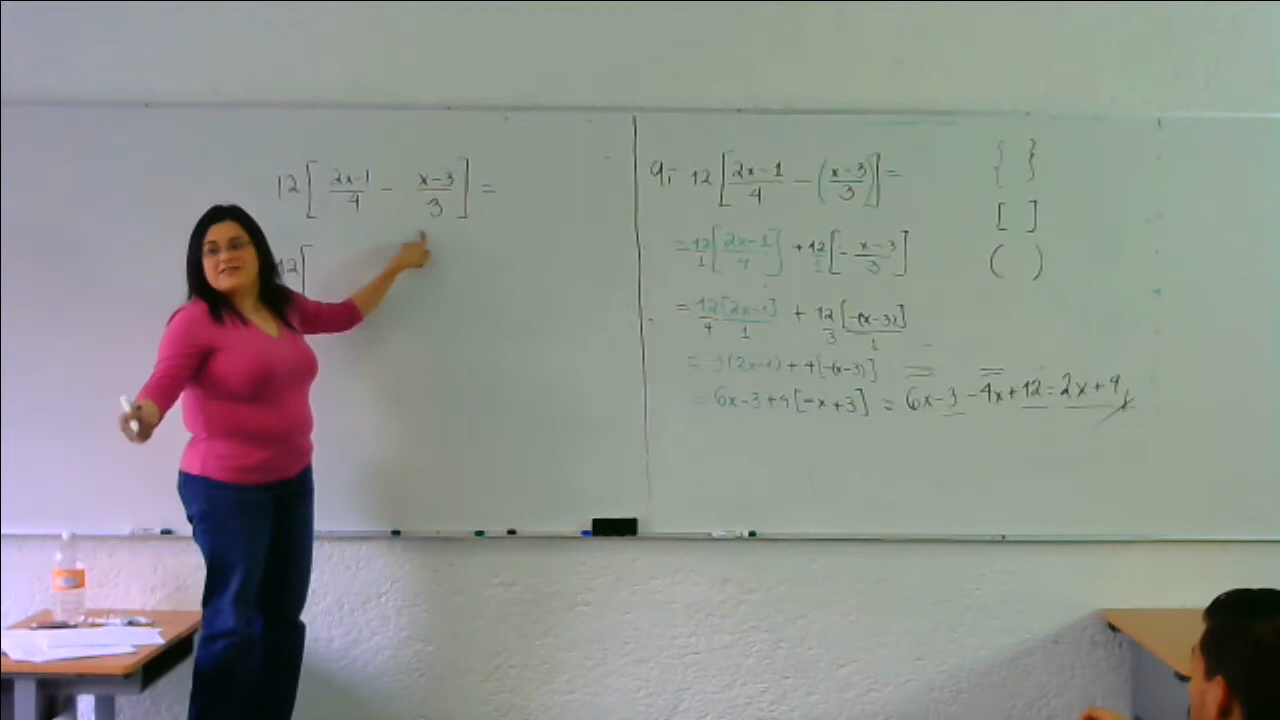 12[ 2x-1/4 - x-3/3 ] =
12[
9.- 12[ 2x-1/4 - (x-3/3) ] =
= 12/1 [ 2x-1/4 ] + 12/1 [ - x-3/3 ]
= 12/4 [2x-1]/1 + 12/3 [-(x-3)]/1
= 3(2x-1) + 4[-(x-3)]
= 6x-3+4[-x+3] = 6x-3-4x+12 = 2x+9
{ }
[ ]
( )